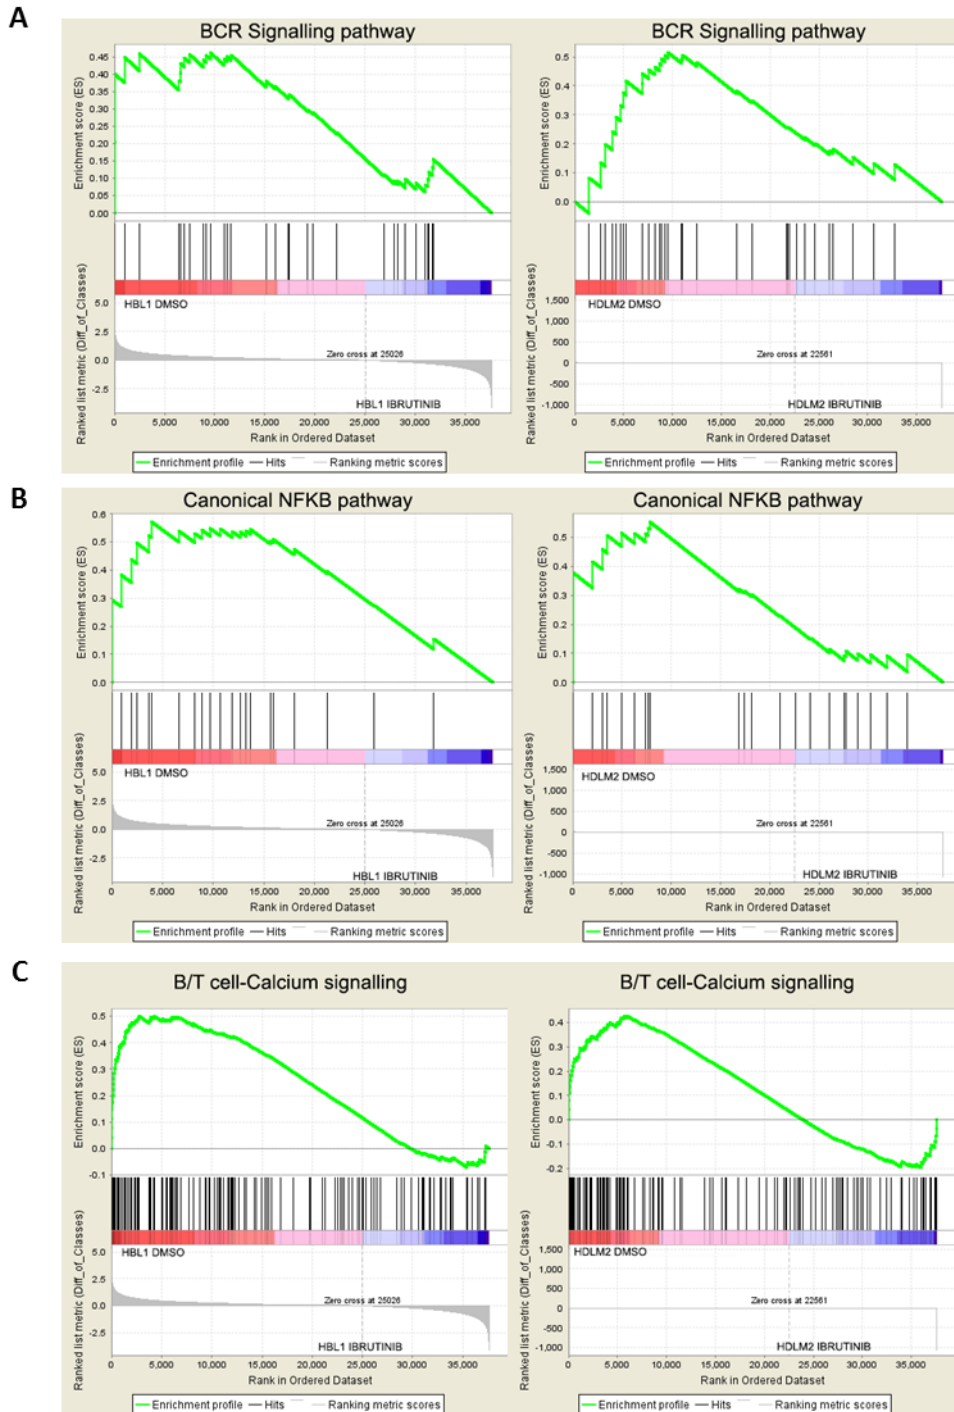 A
BCR Signalling pathway
Enrichment score (ES)
0.45
0.40
0.35
0.30
0.25
0.20
0.15
0.10
0.05
0.00
HBL1 DMSO
Ranked list metric (Diff_of_Classes)
5.0
2.5
0.0
-2.5
Zero cross at 25026
HBL1 IBRUTINIB
0 5,000 10,000 15,000 20,000 25,000 30,000 35,000
Rank in Ordered Dataset
Enrichment profile Hits Ranking metric scores
BCR Signalling pathway
Enrichment score (ES)
0.5
0.4
0.3
0.2
0.1
0.0
HDLM2 DMSO
Ranked list metric (Diff_of_Classes)
1,500
1,000
500
0
-500
-1,000
Zero cross at 22561
HDLM2 IBRUTINIB
0 5,000 10,000 15,000 20,000 25,000 30,000 35,000
Rank in Ordered Dataset
Enrichment profile Hits Ranking metric scores
B
Canonical NFKB pathway
Enrichment score (ES)
0.6
0.5
0.4
0.3
0.2
0.1
0.0
HBL1 DMSO
Ranked list metric (Diff_of_Classes)
5.0
2.5
0.0
-2.5
Zero cross at 25026
HBL1 IBRUTINIB
0 5,000 10,000 15,000 20,000 25,000 30,000 35,000
Rank in Ordered Dataset
Enrichment profile Hits Ranking metric scores
Canonical NFKB pathway
Enrichment score (ES)
0.5
0.4
0.3
0.2
0.1
0.0
HDLM2 DMSO
Ranked list metric (Diff_of_Classes)
1,500
1,000
500
0
-500
-1,000
Zero cross at 22561
HDLM2 IBRUTINIB
0 5,000 10,000 15,000 20,000 25,000 30,000 35,000
Rank in Ordered Dataset
Enrichment profile Hits Ranking metric scores
C
B/T cell-Calcium signalling
Enrichment score (ES)
0.5
0.4
0.3
0.2
0.1
0.0
-0.1
HBL1 DMSO
Ranked list metric (Diff_of_Classes)
5.0
2.5
0.0
-2.5
Zero cross at 25026
HBL1 IBRUTINIB
0 5,000 10,000 15,000 20,000 25,000 30,000 35,000
Rank in Ordered Dataset
Enrichment profile Hits Ranking metric scores
B/T cell-Calcium signalling
Enrichment score (ES)
0.4
0.3
0.2
0.1
0.0
-0.1
-0.2
HDLM2 DMSO
Ranked list metric (Diff_of_Classes)
1,500
1,000
500
0
-500
-1,000
Zero cross at 22561
HDLM2 IBRUTINIB
0 5,000 10,000 15,000 20,000 25,000 30,000 35,000
Rank in Ordered Dataset
Enrichment profile Hits Ranking metric scores